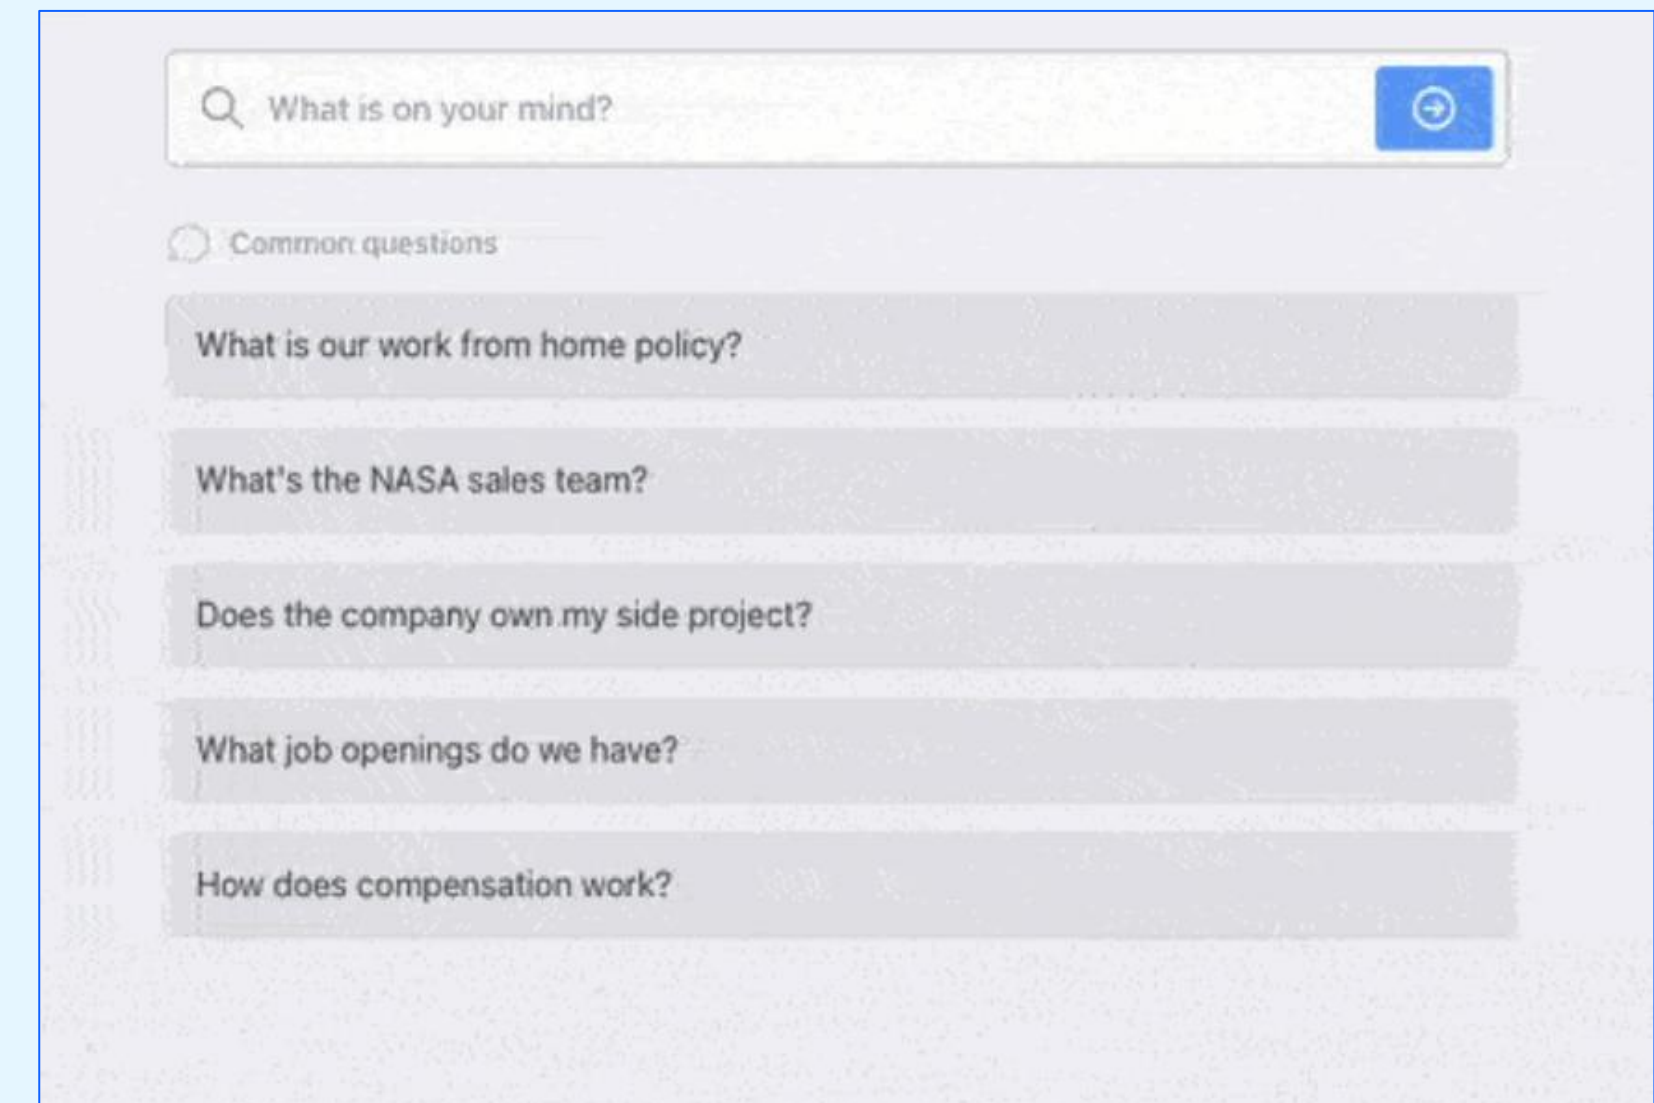 What is on your mind?
Common questions
What is our work from home policy?
What's the NASA sales team?
Does the company own my side project?
What job openings do we have?
How does compensation work?